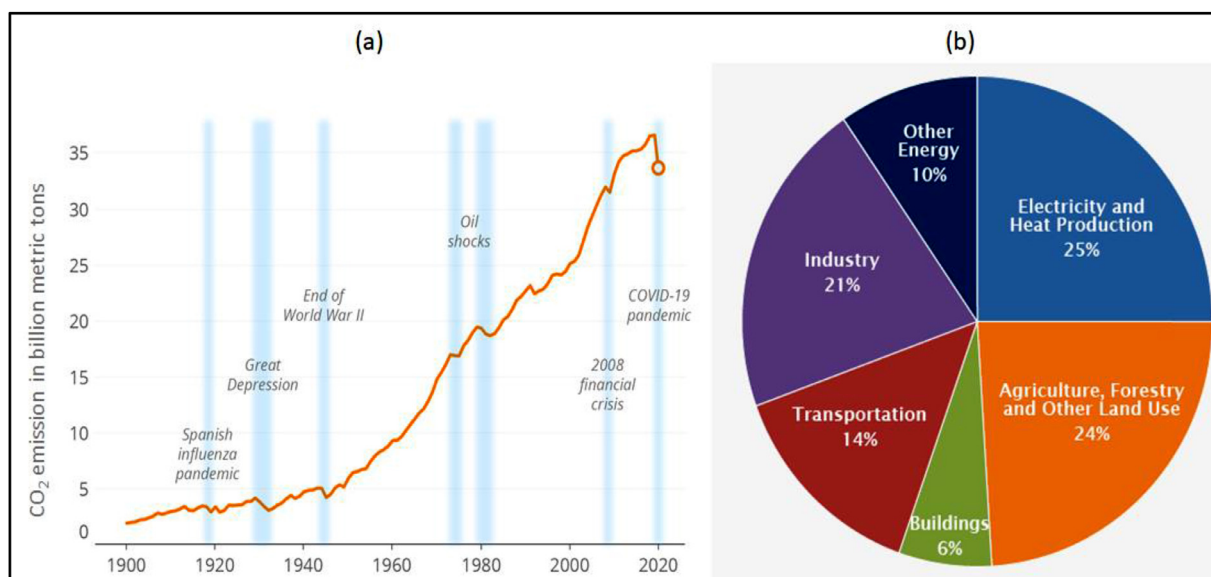 (a)
CO₂ emission in billion metric tons
35
30
25
20
15
10
5
0
1900
1920
1940
1960
1980
2000
2020
Spanish
influenza
pandemic
Great
Depression
End of
World War II
Oil
shocks
2008
financial
crisis
COVID-19
pandemic
(b)
Other
Energy
10%
Electricity and
Heat Production
25%
Industry
21%
Agriculture, Forestry
and Other Land Use
24%
Transportation
14%
Buildings
6%